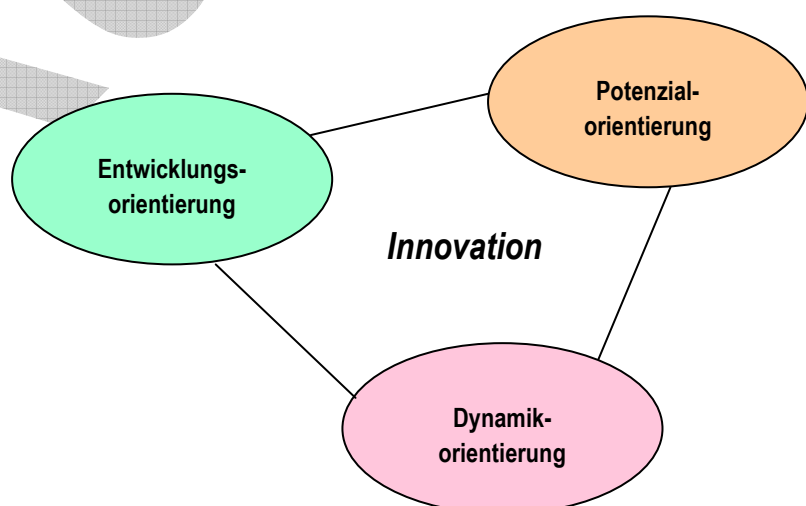 Potenzial-
orientierung
Entwicklungs-
orientierung
Innovation
Dynamik-
orientierung